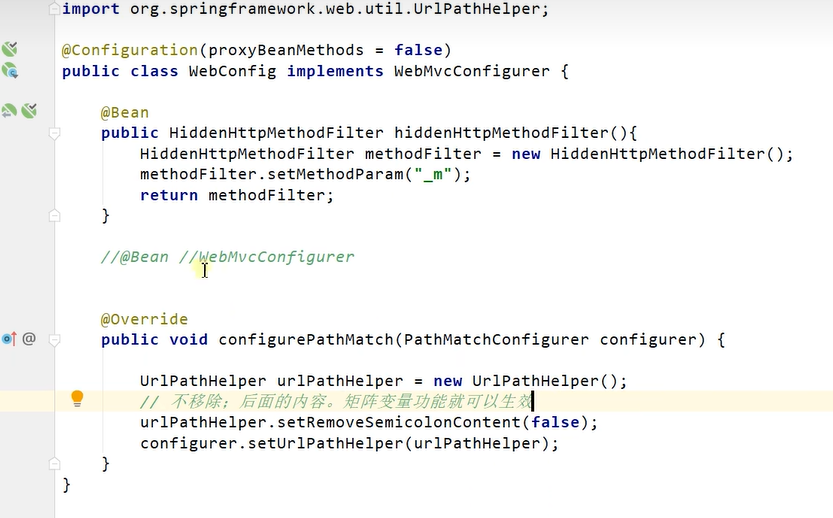 import org.springframework.web.util.UrlPathHelper;
@Configuration(proxyBeanMethods = false)
public class WebConfig implements WebMvcConfigurer {
@Bean
public HiddenHttpMethodFilter hiddenHttpMethodFilter(){
HiddenHttpMethodFilter methodFilter = new HiddenHttpMethodFilter();
methodFilter.setMethodParam("_m");
return methodFilter;
}
//@Bean //WebMvcConfigurer
@Override
public void configurePathMatch(PathMatchConfigurer configurer) {
UrlPathHelper urlPathHelper = new UrlPathHelper();
// 不移除；后面的内容。矩阵变量功能就可以生效
urlPathHelper.setRemoveSemicolonContent(false);
configurer.setUrlPathHelper(urlPathHelper);
}
}